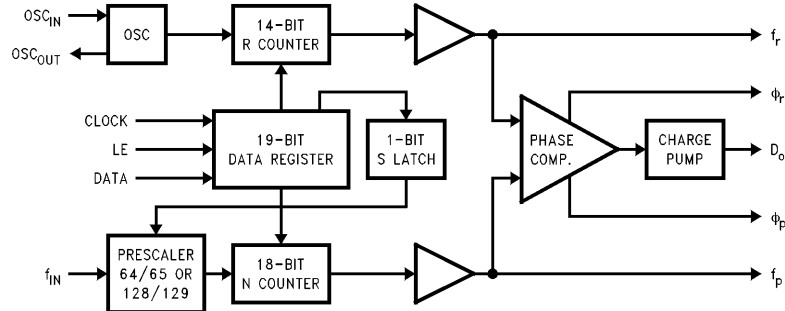 OSC_IN
OSC_OUT
OSC
14-BIT
R COUNTER
f_r
ϕ_r
CLOCK
LE
DATA
19-BIT
DATA REGISTER
1-BIT
S LATCH
PHASE
COMP.
CHARGE
PUMP
D_o
ϕ_p
f_IN
PRESCALER
64/65 OR
128/129
18-BIT
N COUNTER
f_p